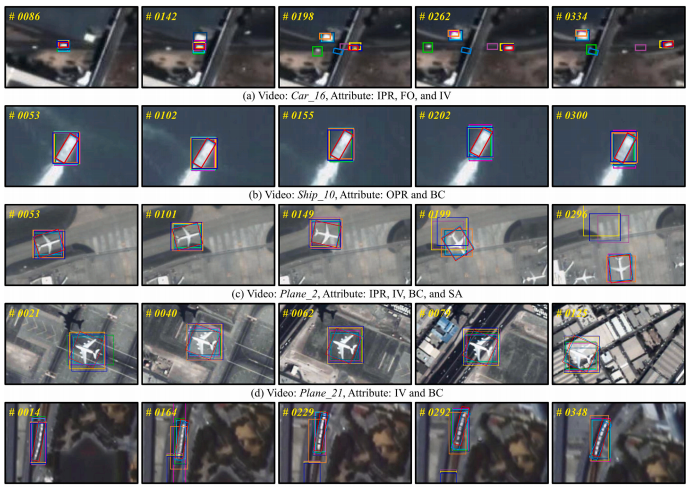 # 0086 # 0142 # 0198 # 0262 # 0334
(a) Video: Car_16, Attribute: IPR, FO, and IV
# 0053 # 0102 # 0155 # 0202 # 0300
(b) Video: Ship_10, Attribute: OPR and BC
# 0053 # 0101 # 0149 # 0199 # 0296
(c) Video: Plane_2, Attribute: IPR, IV, BC, and SA
# 0021 # 0040 # 0062 # 0079
(d) Video: Plane_21, Attribute: IV and BC
# 0014 # 0164 # 0229 # 0292 # 0348